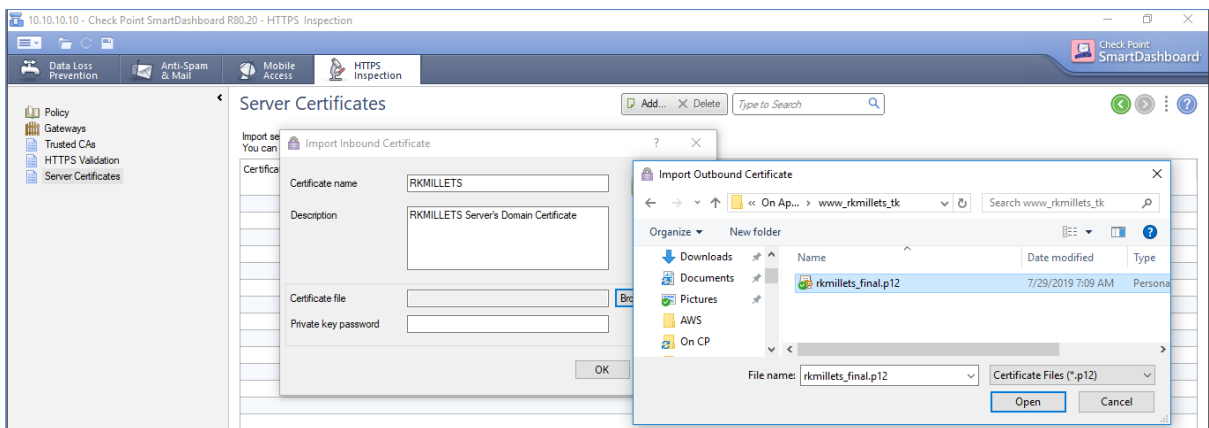 10.10.10.10 - Check Point SmartDashboard R80.20 - HTTPS Inspection
Check Point
SmartDashboard
Data Loss
Prevention
Anti-Spam
& Mail
Mobile
Access
HTTPS
Inspection
Policy
Gateways
Trusted CAs
HTTPS Validation
Server Certificates
Server Certificates
Add...
Delete
Type to Search
Import se
You can
Certifica
Import Inbound Certificate
Certificate name
RKMILLETS
Description
RKMILLETS Server's Domain Certificate
Certificate file
Bro
Private key password
OK
Import Outbound Certificate
« On Ap... > www_rkmillets_tk
Search www_rkmillets_tk
Organize
New folder
Downloads
Documents
Pictures
AWS
On CP
Name
Date modified
Type
rkmillets_final.p12
7/29/2019 7:09 AM
Persona
File name:
rkmillets_final.p12
Certificate Files (*.p12)
Open
Cancel